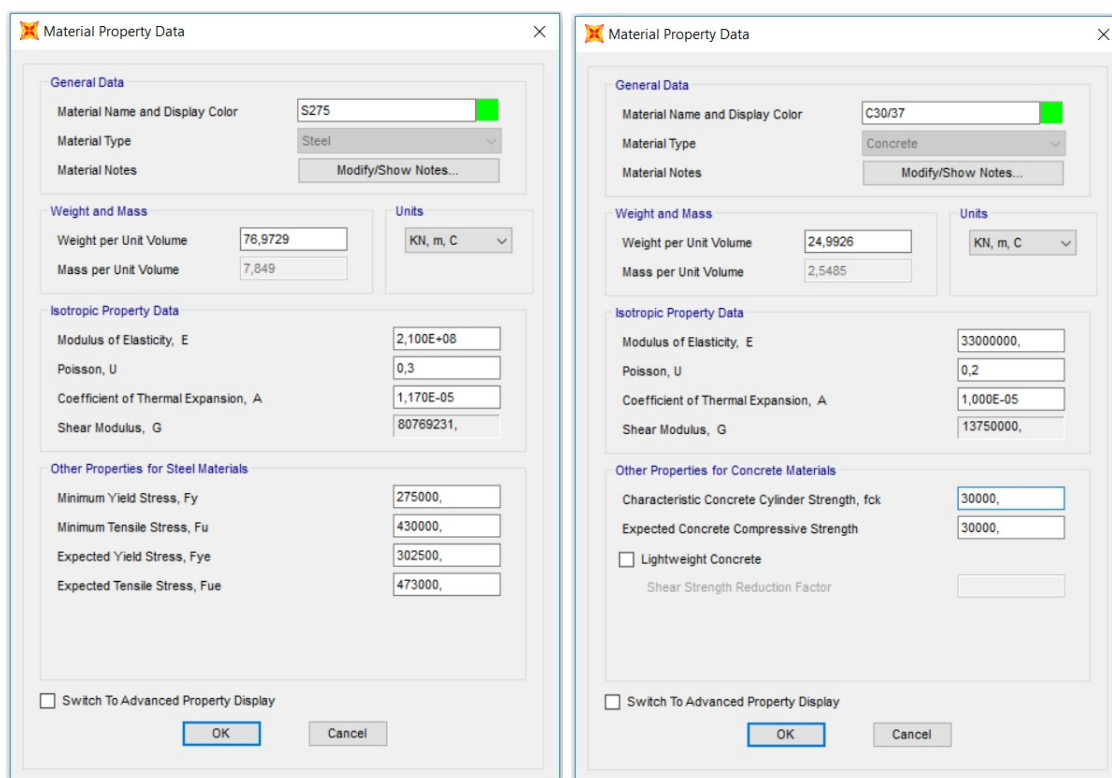 Material Property Data
General Data
Material Name and Display Color S275
Material Type Steel
Material Notes Modify/Show Notes...
Weight and Mass
Weight per Unit Volume 76,9729
Mass per Unit Volume 7,849
Units
KN, m, C
Isotropic Property Data
Modulus of Elasticity, E 2,100E+08
Poisson, U 0,3
Coefficient of Thermal Expansion, A 1,170E-05
Shear Modulus, G 80769231,
Other Properties for Steel Materials
Minimum Yield Stress, Fy 275000,
Minimum Tensile Stress, Fu 430000,
Expected Yield Stress, Fye 302500,
Expected Tensile Stress, Fue 473000,
Switch To Advanced Property Display
OK Cancel
Material Property Data
General Data
Material Name and Display Color C30/37
Material Type Concrete
Material Notes Modify/Show Notes...
Weight and Mass
Weight per Unit Volume 24,9926
Mass per Unit Volume 2,5485
Units
KN, m, C
Isotropic Property Data
Modulus of Elasticity, E 33000000,
Poisson, U 0,2
Coefficient of Thermal Expansion, A 1,000E-05
Shear Modulus, G 13750000,
Other Properties for Concrete Materials
Characteristic Concrete Cylinder Strength, fck 30000,
Expected Concrete Compressive Strength 30000,
Lightweight Concrete
Shear Strength Reduction Factor
Switch To Advanced Property Display
OK Cancel